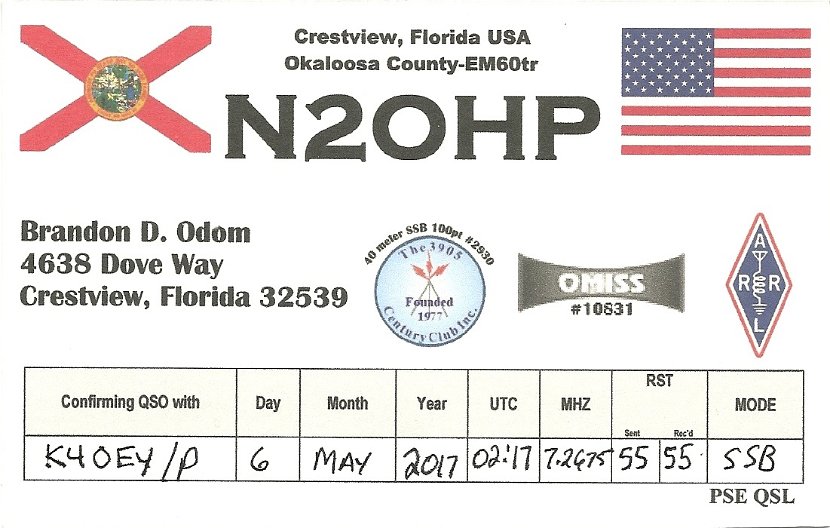 Crestview, Florida USA
Okaloosa County-EM60tr
N2OHP
Brandon D. Odom
4638 Dove Way
Crestview, Florida 32539
40 meter SSB 100pt #2930
The 3905
Founded
1977
Century Club Inc.
OMISS
#10831
A
R R
L
Confirming QSO with Day Month Year UTC MHZ RST MODE
Sent Rec'd
K4OEY/P 6 MAY 2017 02:17 7.2675 55 55 SSB
PSE QSL